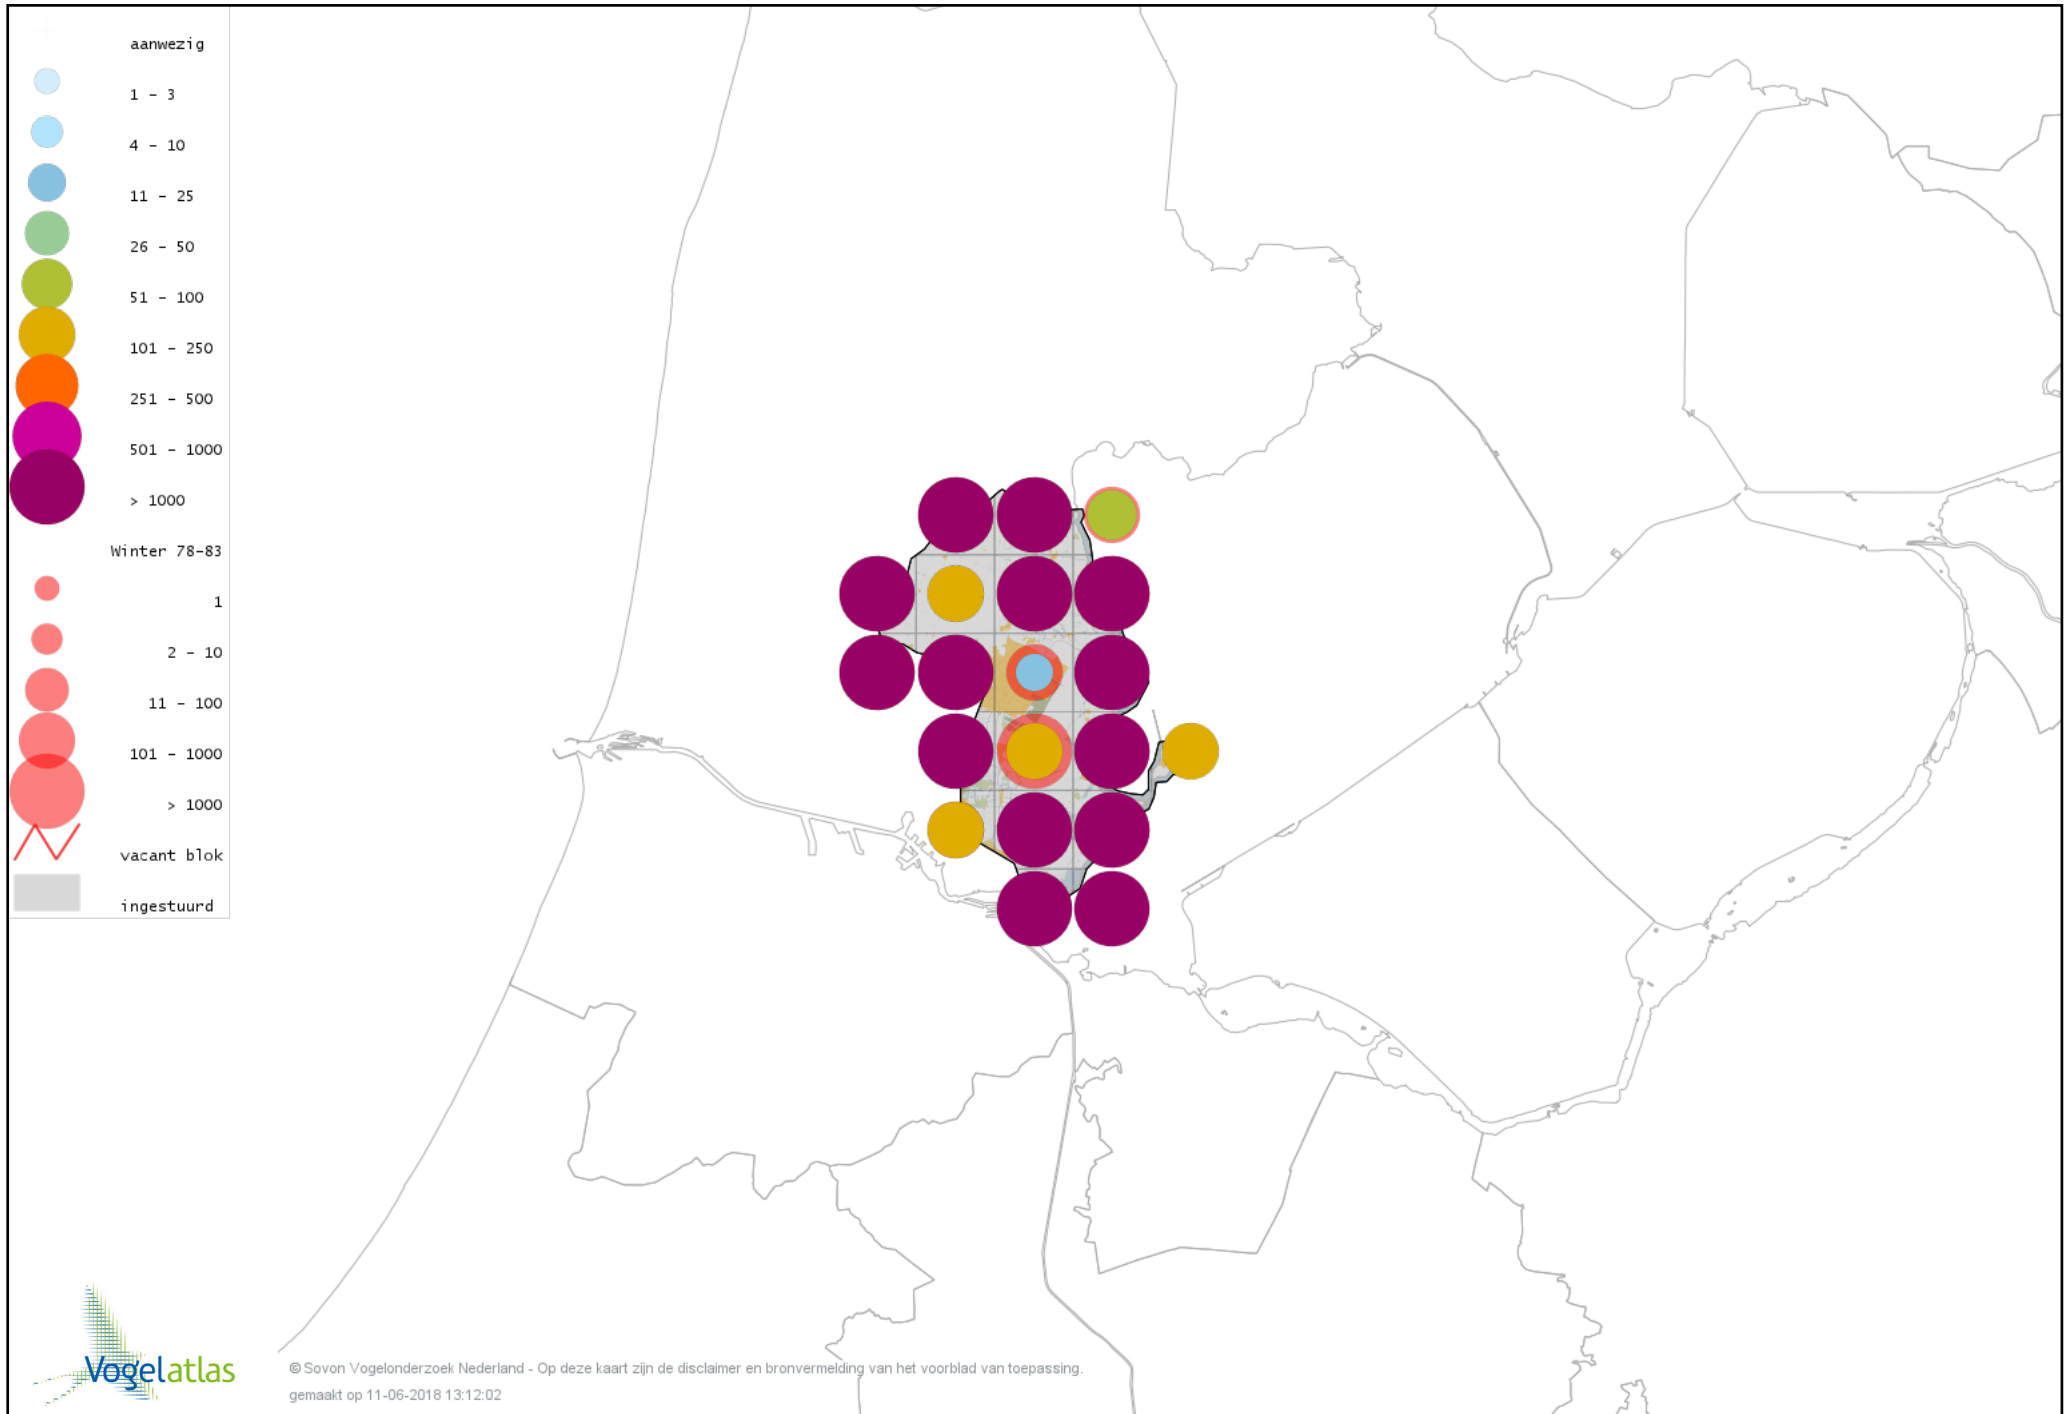 aanwezig
1 - 3
4 - 10
11 - 25
26 - 50
51 - 100
101 - 250
251 - 500
501 - 1000
> 1000
Winter 78-83
1
2 - 10
11 - 100
101 - 1000
> 1000
vacant blok
ingestuurd
Vogelatlas
© Sovon Vogelonderzoek Nederland - Op deze kaart zijn de disclaimer en bronvermelding van het voorblad van toepassing.
gemaakt op 11-06-2018 13:12:02